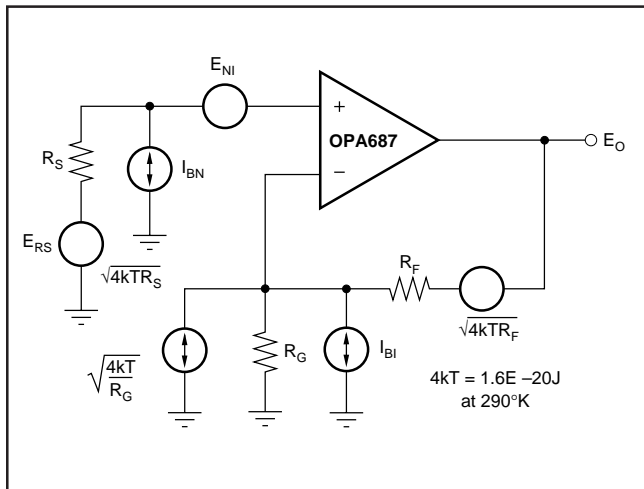 E_NI
+
OPA687
−
E_O
R_S
I_BN
E_RS
√4kTR_S
R_F
√4kTR_F
√4kT/R_G
R_G
I_BI
4kT = 1.6E –20J
at 290°K